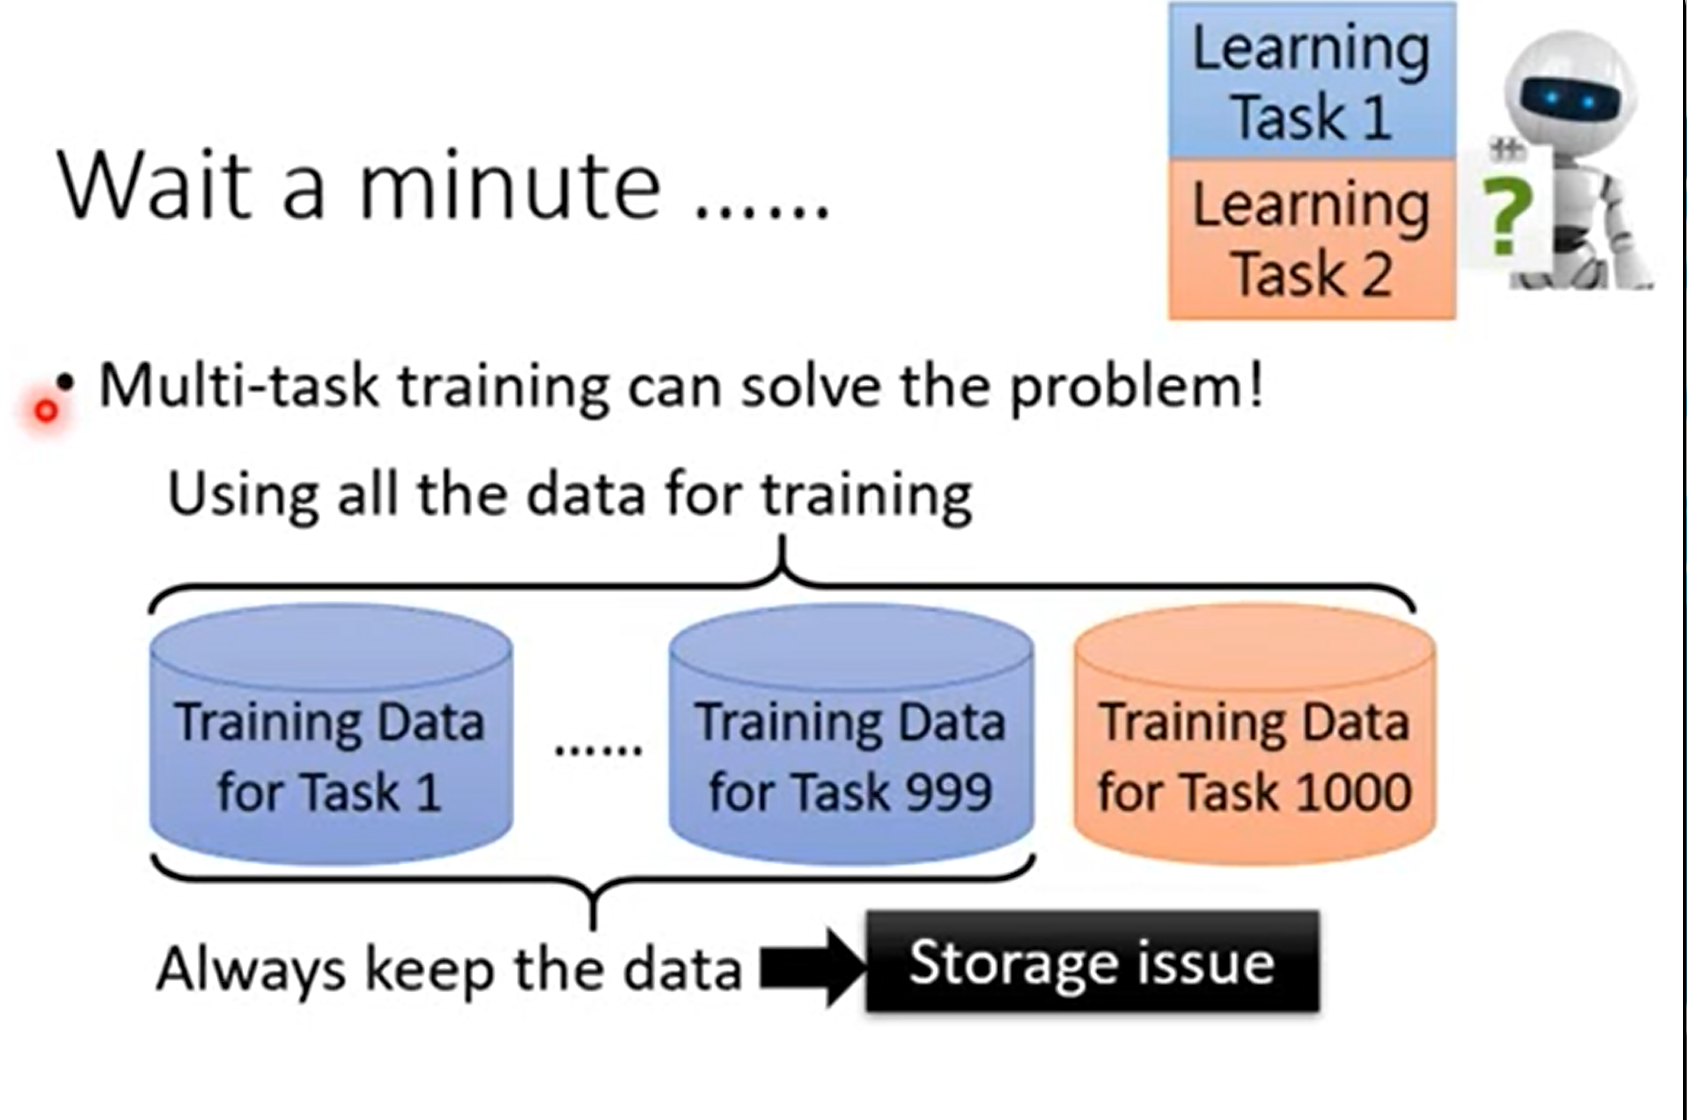 Learning
Task 1
Learning
Task 2
?
Wait a minute ……
• Multi-task training can solve the problem!
Using all the data for training
Training Data
for Task 1
……
Training Data
for Task 999
Training Data
for Task 1000
Always keep the data
Storage issue